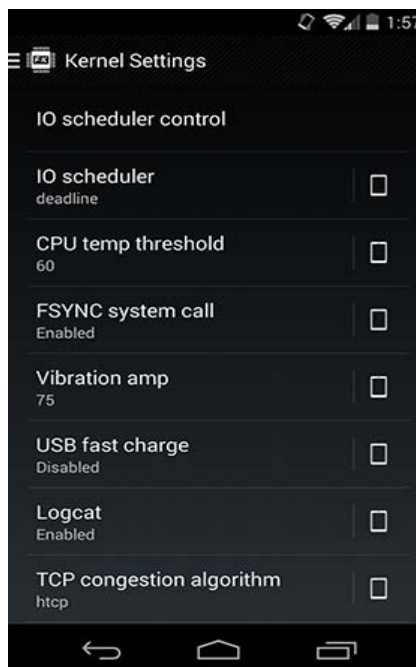 1:57
FK
Kernel Settings
IO scheduler control
IO scheduler
deadline
CPU temp threshold
60
FSYNC system call
Enabled
Vibration amp
75
USB fast charge
Disabled
Logcat
Enabled
TCP congestion algorithm
htcp